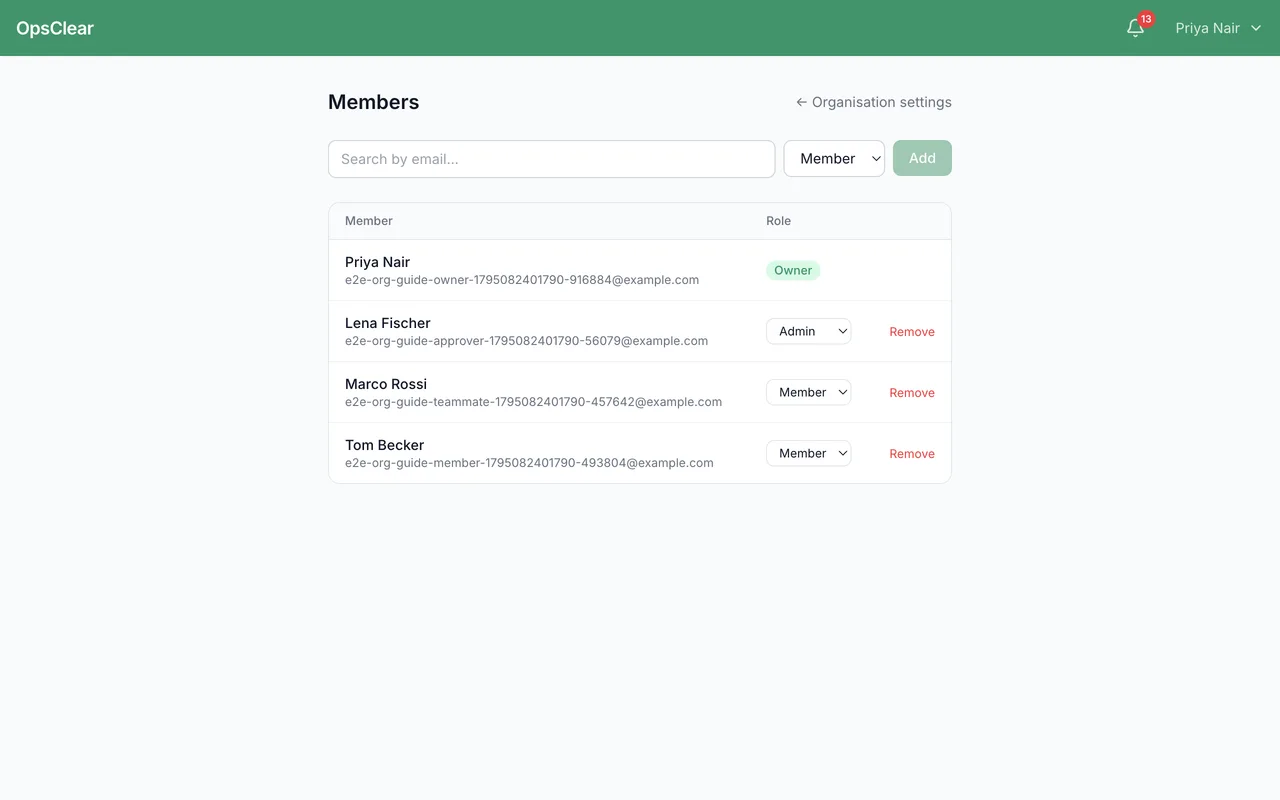 OpsClear
13
Priya Nair
Members
← Organisation settings
Search by email...
Member
Add
Member
Role
Priya Nair
e2e-org-guide-owner-1795082401790-916884@example.com
Owner
Lena Fischer
e2e-org-guide-approver-1795082401790-56079@example.com
Admin
Remove
Marco Rossi
e2e-org-guide-teammate-1795082401790-457642@example.com
Member
Remove
Tom Becker
e2e-org-guide-member-1795082401790-493804@example.com
Member
Remove